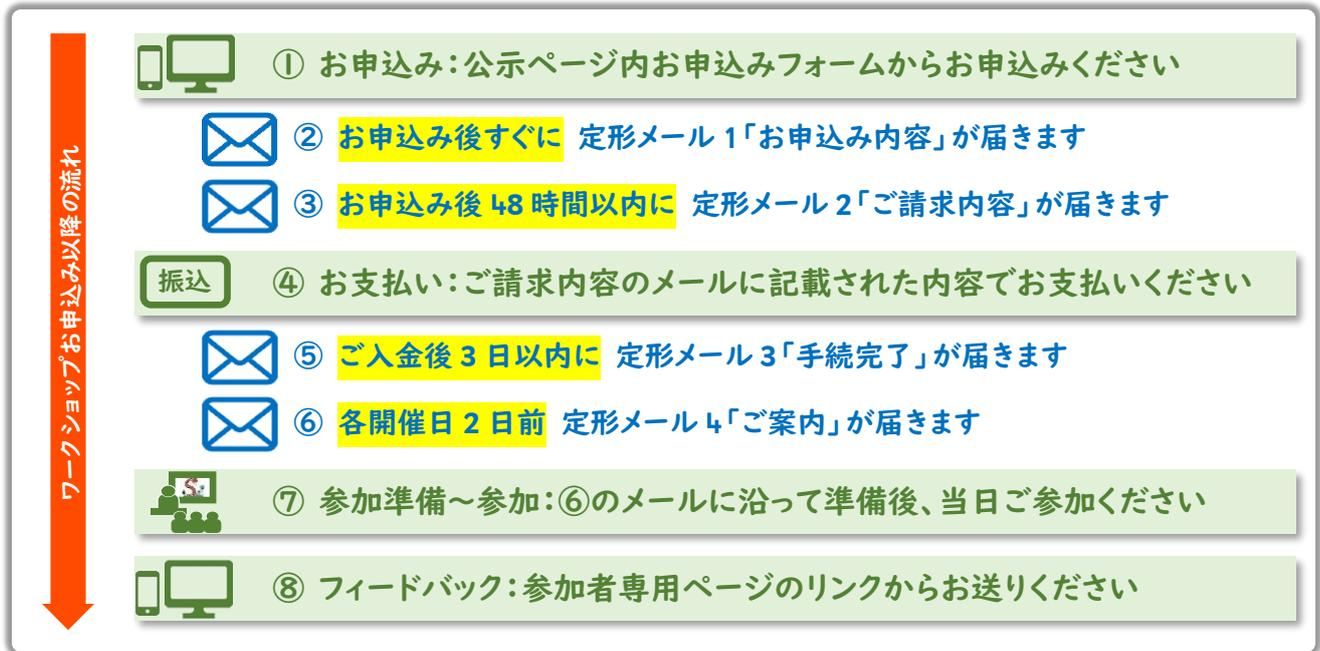 ワークショップお申込み以降の流れ
① お申込み：公示ページ内お申込みフォームからお申込みください
② お申込み後すぐに 定形メール 1「お申込み内容」が届きます
③ お申込み後 48 時間以内に 定形メール 2「ご請求内容」が届きます
振込 ④ お支払い：ご請求内容のメールに記載された内容でお支払いください
⑤ ご入金後 3 日以内に 定形メール 3「手続完了」が届きます
⑥ 各開催日 2 日前 定形メール 4「ご案内」が届きます
⑦ 参加準備～参加：⑥のメールに沿って準備後、当日ご参加ください
⑧ フィードバック：参加者専用ページのリンクからお送りください